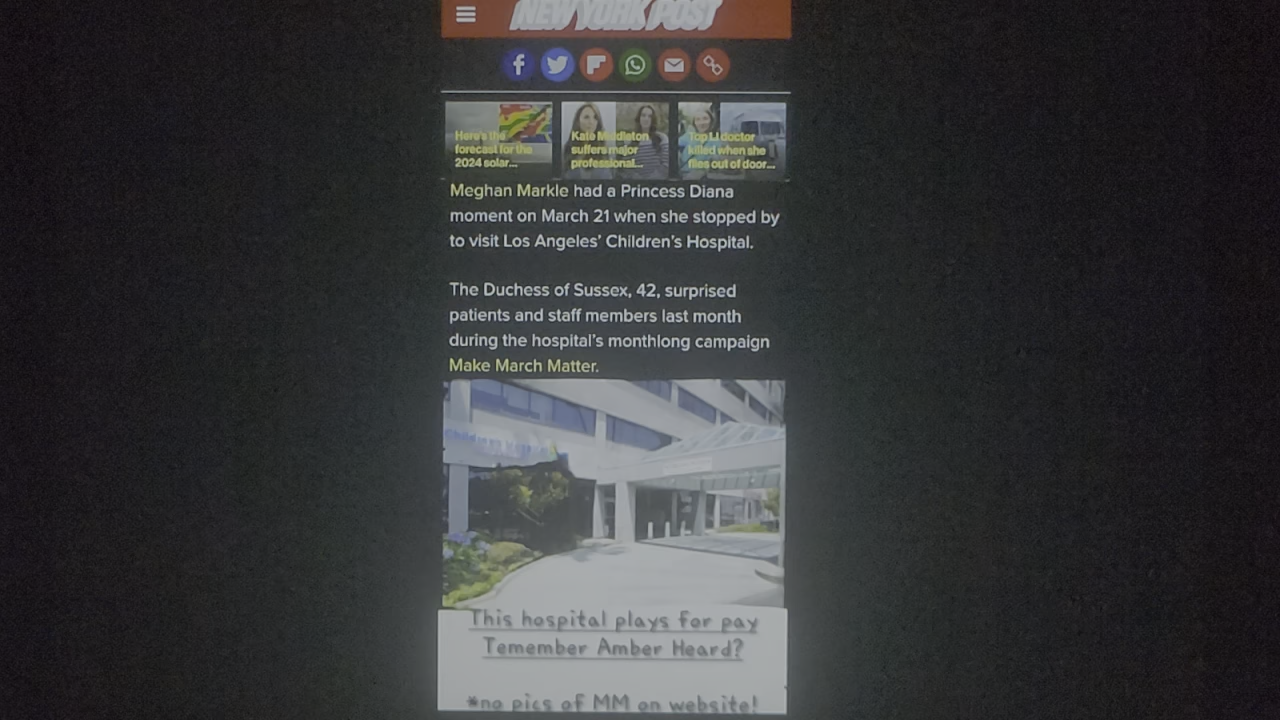 NEW YORK POST
Here's the
forecast for the
2024 solar...
Kate Middleton
suffers major
professional...
Top LI doctor
killed when she
flies out of door...
Meghan Markle had a Princess Diana
moment on March 21 when she stopped by
to visit Los Angeles' Children's Hospital.
The Duchess of Sussex, 42, surprised
patients and staff members last month
during the hospital's monthlong campaign
Make March Matter.
This hospital plays for pay
Temember Amber Heard?
*no pics of MM on website!